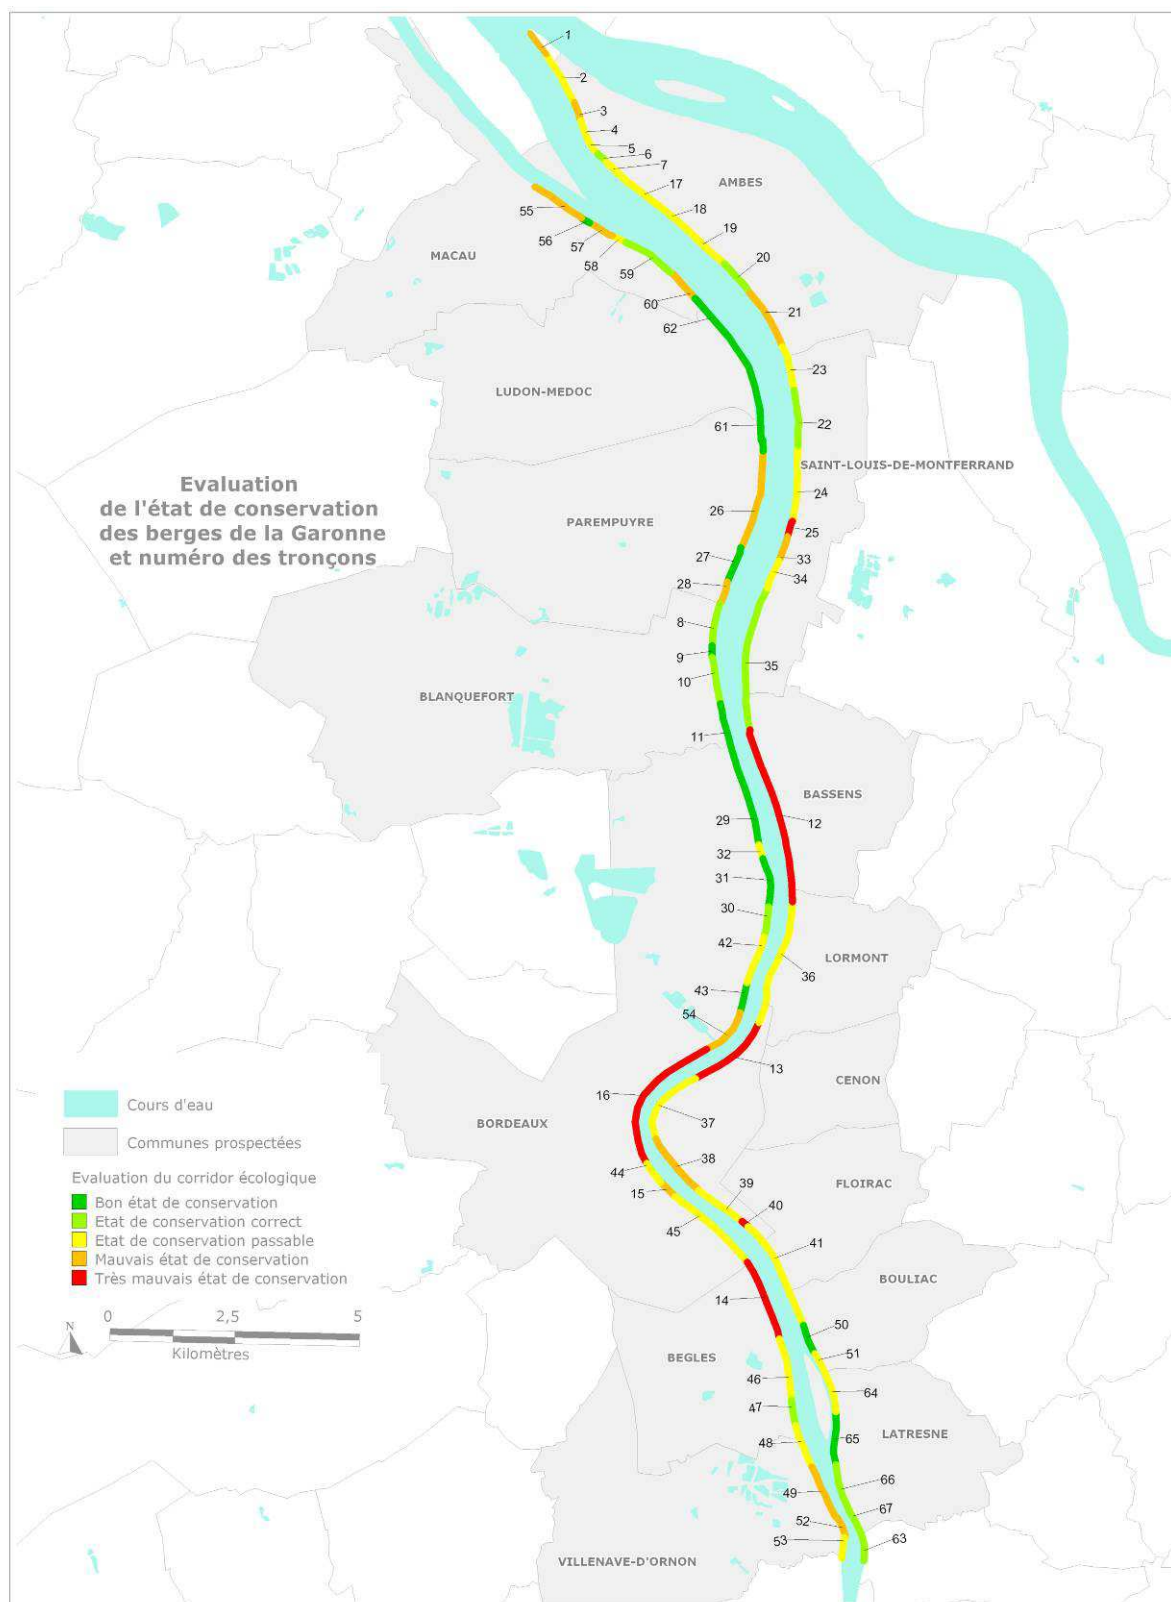 1
2
3
4
5
6
7
17
AMBES
18
55
19
56
57
20
MACAU
58
59
60
21
62
23
LUDON-MEDOC
61
22
SAINT-LOUIS-DE-MONTFERRAND
Evaluation
de l'état de conservation
des berges de la Garonne
et numéro des tronçons
24
26
PAREMPUYRE
25
27
33
34
28
8
9
35
10
BLANQUEFORT
11
BASSENS
29
12
32
31
30
42
36
LORMONT
43
54
13
CENON
16
Cours d'eau
BORDEAUX
37
Communes prospectées
38
44
Evaluation du corridor écologique
FLOIRAC
15
39
Bon état de conservation
40
Etat de conservation correct
45
Etat de conservation passable
41
Mauvais état de conservation
Très mauvais état de conservation
BOULIAC
14
0 2,5 5
N
Kilomètres
50
BEGLES
51
46
64
47
65
LATRESNE
48
66
49
67
52
53
63
VILLENAVE-D'ORNON